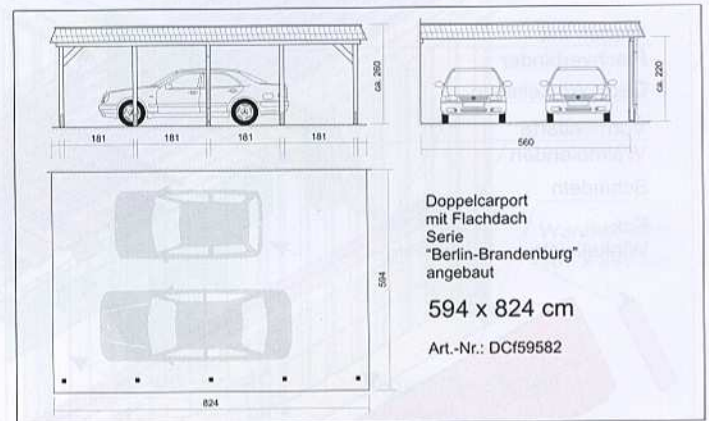 ca. 260
181 181 181 181
ca. 220
560
594
824
Doppelcarport
mit Flachdach
Serie
"Berlin-Brandenburg"
angebaut
594 x 824 cm
Art.-Nr.: DCf59582